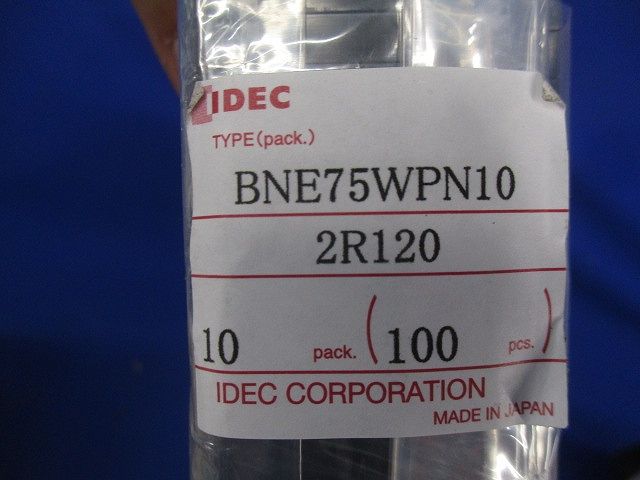 IDEC
TYPE(pack.)
BNE75WPN10
2R120
10 pack. (100 pcs.)
IDEC CORPORATION
MADE IN JAPAN